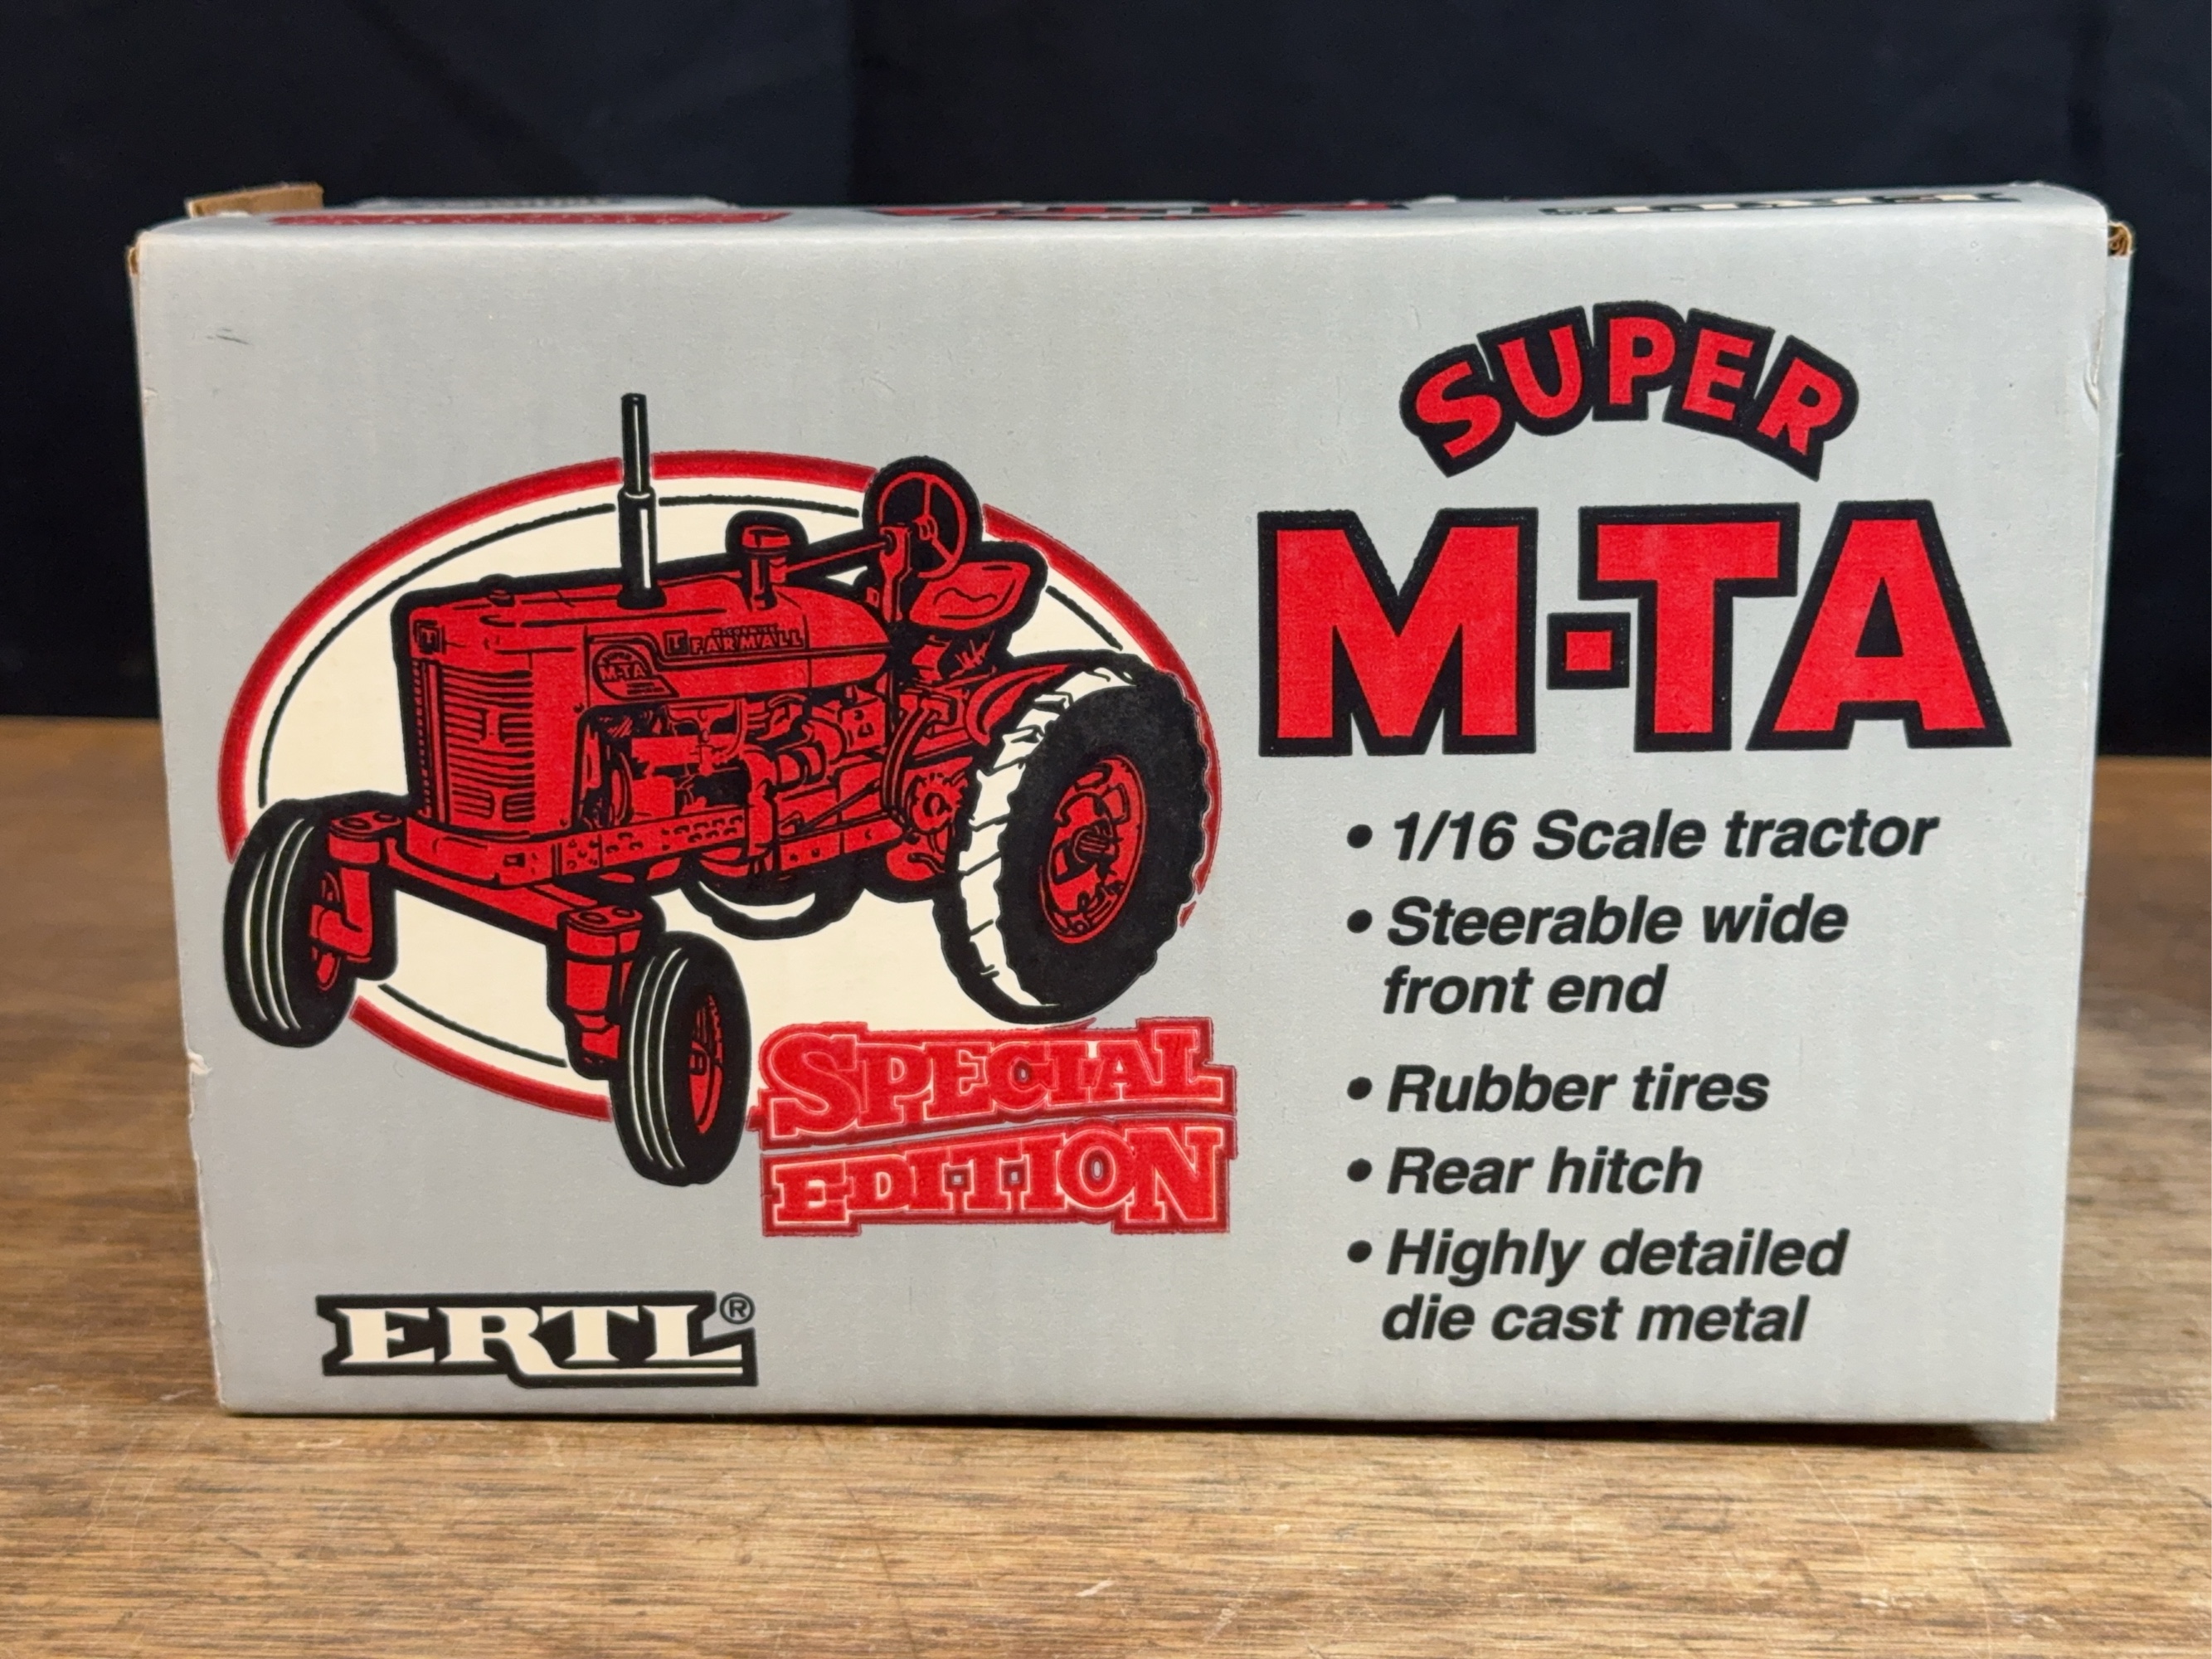 SUPER
M-TA
FARMALL
M-TA
• 1/16 Scale tractor
• Steerable wide
front end
• Rubber tires
• Rear hitch
• Highly detailed
die cast metal
SPECIAL
EDITION
ERTL®